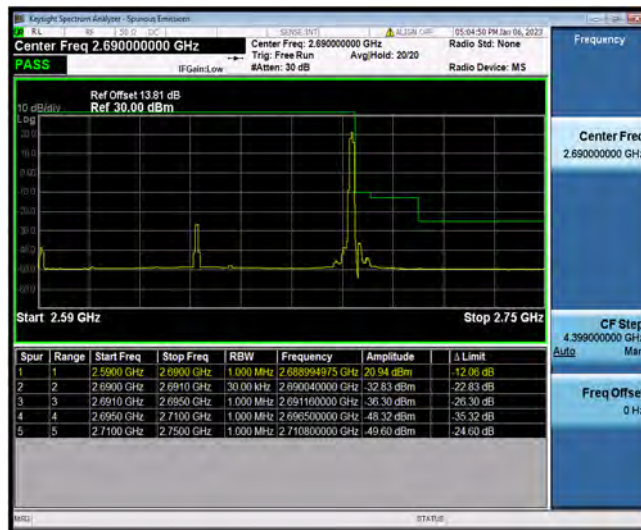 Keysight Spectrum Analyzer - Spurious Emission
RL RF 50 Ω DC SENSE:INT ALIGN OFF 05:04:50 PM Jan 06, 2023
Center Freq 2.690000000 GHz
Center Freq: 2.690000000 GHz Radio Std: None
Trig: Free Run Avg|Hold: 20/20
PASS IFGain:Low #Atten: 30 dB Radio Device: MS
Frequency
Ref Offset 13.81 dB
10 dB/div Ref 30.00 dBm
Log
Center Freq
2.690000000 GHz
Start 2.59 GHz Stop 2.75 GHz
CF Step
4.399000000 GHz
Auto Man
Spur Range Start Freq Stop Freq RBW Frequency Amplitude Δ Limit
1 1 2.5900 GHz 2.6900 GHz 1.000 MHz 2.688994975 GHz 20.94 dBm -12.06 dB
2 2 2.6900 GHz 2.6910 GHz 30.00 kHz 2.690040000 GHz -32.83 dBm -22.83 dB
3 3 2.6910 GHz 2.6950 GHz 1.000 MHz 2.691160000 GHz -36.30 dBm -26.30 dB
4 4 2.6950 GHz 2.7100 GHz 1.000 MHz 2.696500000 GHz -48.32 dBm -35.32 dB
5 5 2.7100 GHz 2.7500 GHz 1.000 MHz 2.710800000 GHz -49.60 dBm -24.60 dB
Freq Offset
0 Hz
MSG STATUS